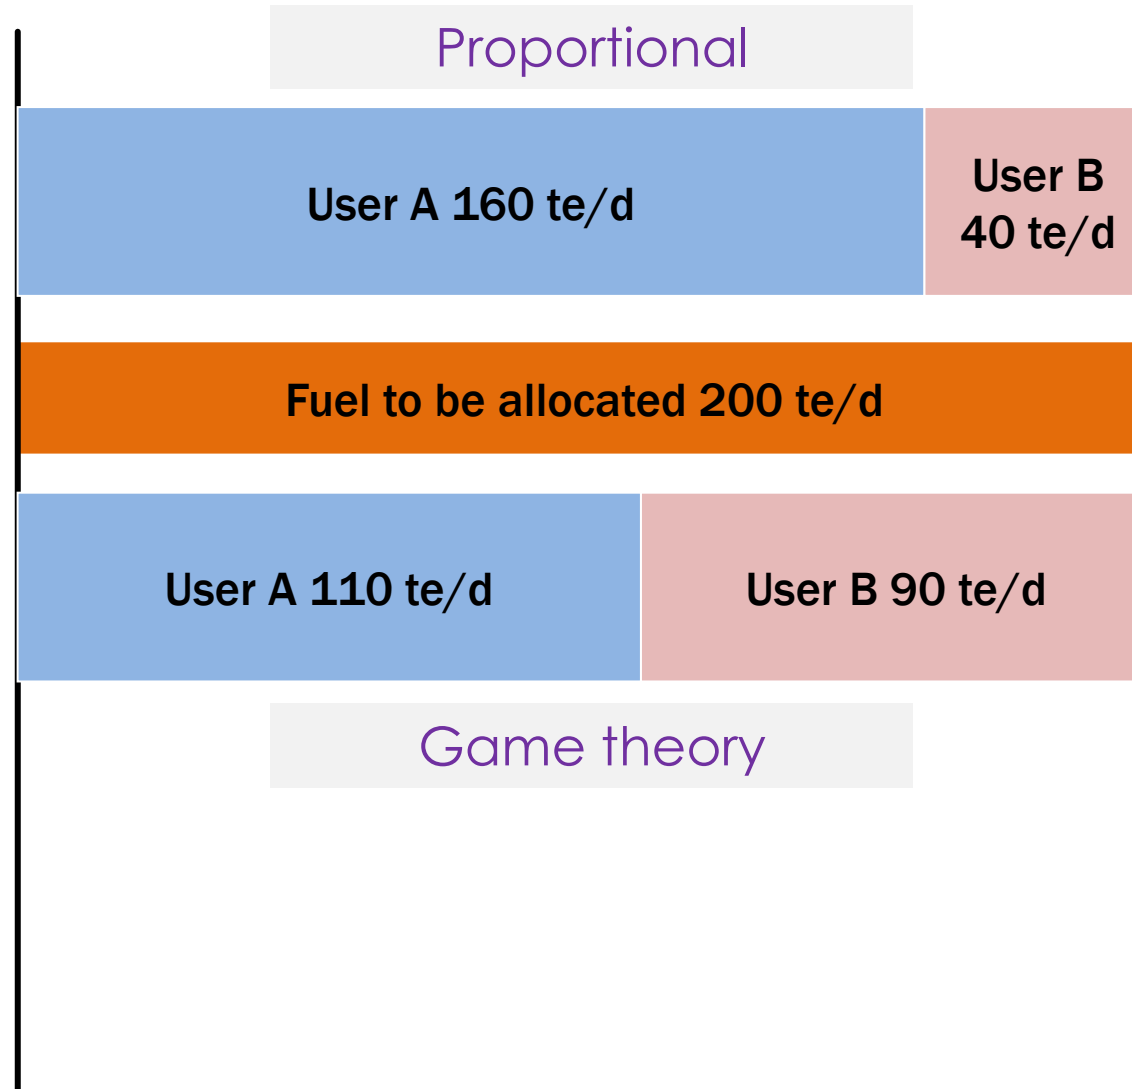 Proportional
User A 160 te/d
User B
40 te/d
Fuel to be allocated 200 te/d
User A 110 te/d
User B 90 te/d
Game theory